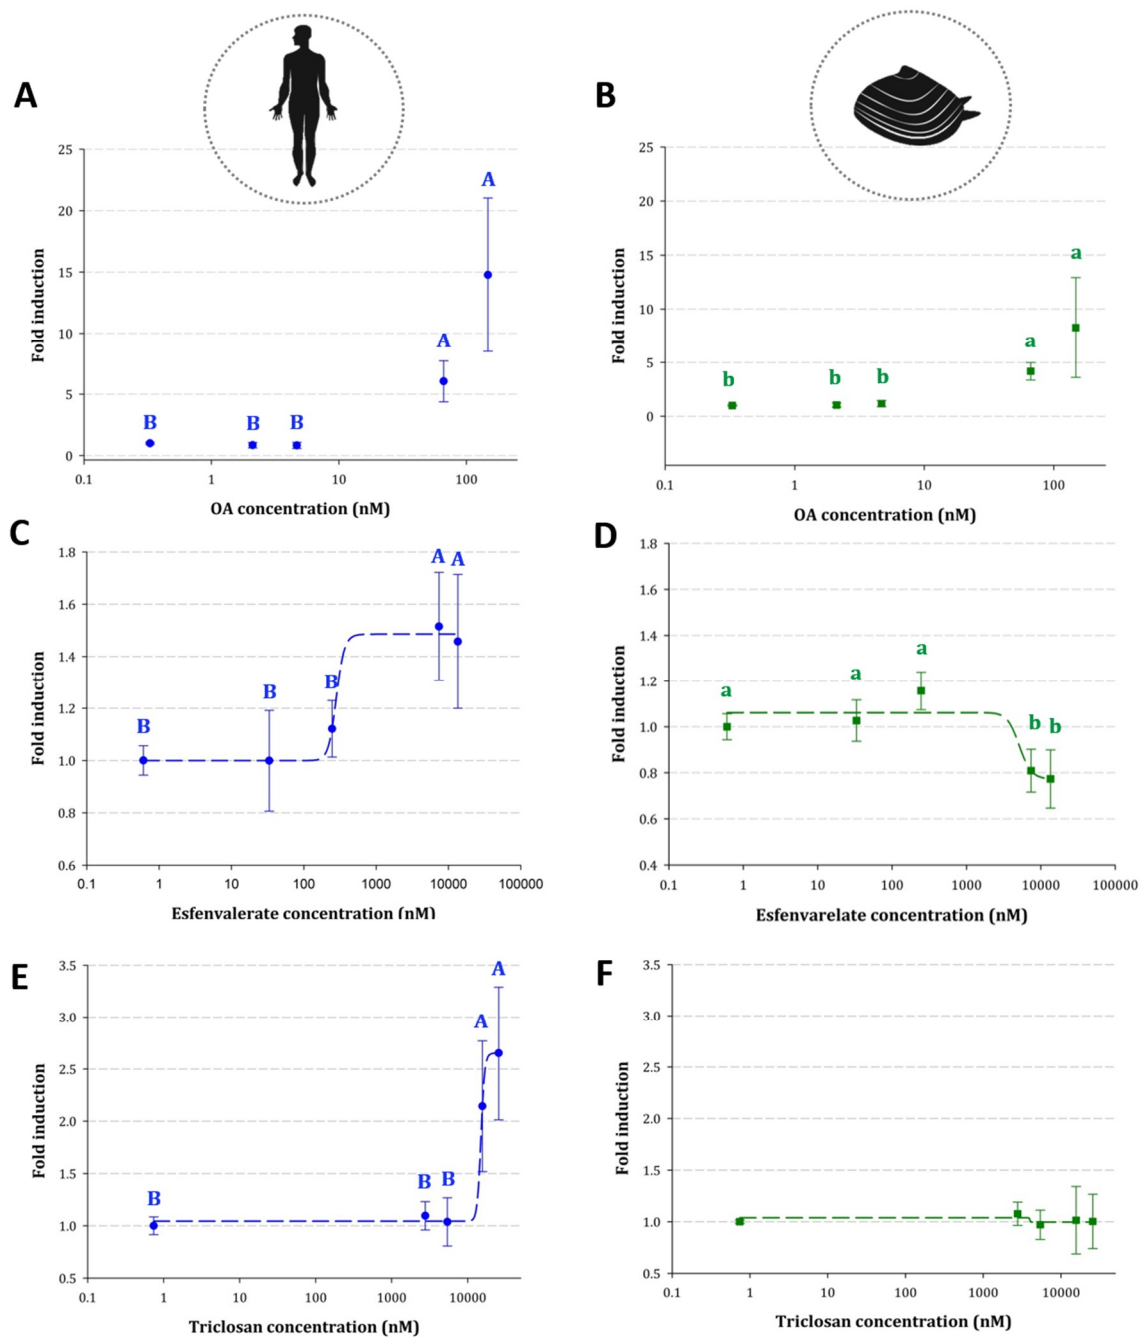 A
B
25
20
15
10
5
0
Fold induction
B
B
B
A
A
0.1
1
10
100
OA concentration (nM)
25
20
15
10
5
0
Fold induction
b
b
b
a
a
0.1
1
10
100
OA concentration (nM)
C
D
1.8
1.6
1.4
1.2
1.0
0.8
0.6
Fold induction
B
B
B
A
A
0.1
1
10
100
1000
10000
100000
Esfenvalerate concentration (nM)
1.8
1.6
1.4
1.2
1.0
0.8
0.6
0.4
Fold induction
a
a
a
b
b
0.1
1
10
100
1000
10000
100000
Esfenvarelate concentration (nM)
E
F
3.5
3.0
2.5
2.0
1.5
1.0
0.5
Fold induction
B
B
B
A
A
0.1
1
10
100
1000
10000
Triclosan concentration (nM)
3.5
3.0
2.5
2.0
1.5
1.0
0.5
Fold induction
0.1
1
10
100
1000
10000
Triclosan concentration (nM)